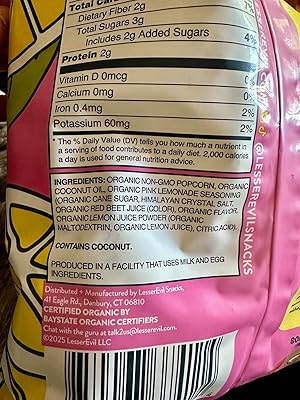 Total Car
Dietary Fiber 2g
Total Sugars 3g
Includes 2g Added Sugars 4%
Protein 2g
Vitamin D 0mcg 0
Calcium 0mg 0%
Iron 0.4mg 2%
Potassium 60mg 2%
* The % Daily Value (DV) tells you how much a nutrient in
a serving of food contributes to a daily diet. 2,000 calories
a day is used for general nutrition advice.
INGREDIENTS: ORGANIC NON-GMO POPCORN, ORGANIC
COCONUT OIL, ORGANIC PINK LEMONADE SEASONING
(ORGANIC CANE SUGAR, HIMALAYAN CRYSTAL SALT,
ORGANIC RED BEET JUICE (COLOR), ORGANIC FLAVOR,
ORGANIC LEMON JUICE POWDER (ORGANIC
MALTODEXTRIN, ORGANIC LEMON JUICE), CITRIC ACID).
CONTAINS COCONUT.
PRODUCED IN A FACILITY THAT USES MILK AND EGG
INGREDIENTS.
Distributed + Manufactured by LesserEvil Snacks,
41 Eagle Rd., Danbury, CT 06810
CERTIFIED ORGANIC BY
BAYSTATE ORGANIC CERTIFIERS
Chat with the guru at talk2us@lesserevil.com.
©2025 LesserEvil LLC
@LESSEREVILSNACKS